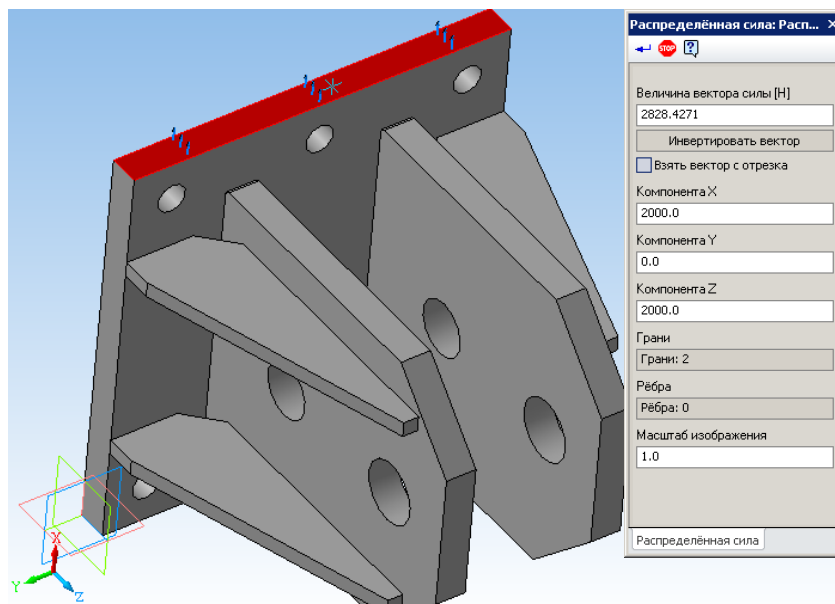 Распределённая сила: Расп...
STOP
?
Величина вектора силы [Н]
2828.4271
Инвертировать вектор
Взять вектор с отрезка
Компонента X
2000.0
Компонента Y
0.0
Компонента Z
2000.0
Грани
Грани: 2
Рёбра
Рёбра: 0
Масштаб изображения
1.0
Распределённая сила
X
Y
Z